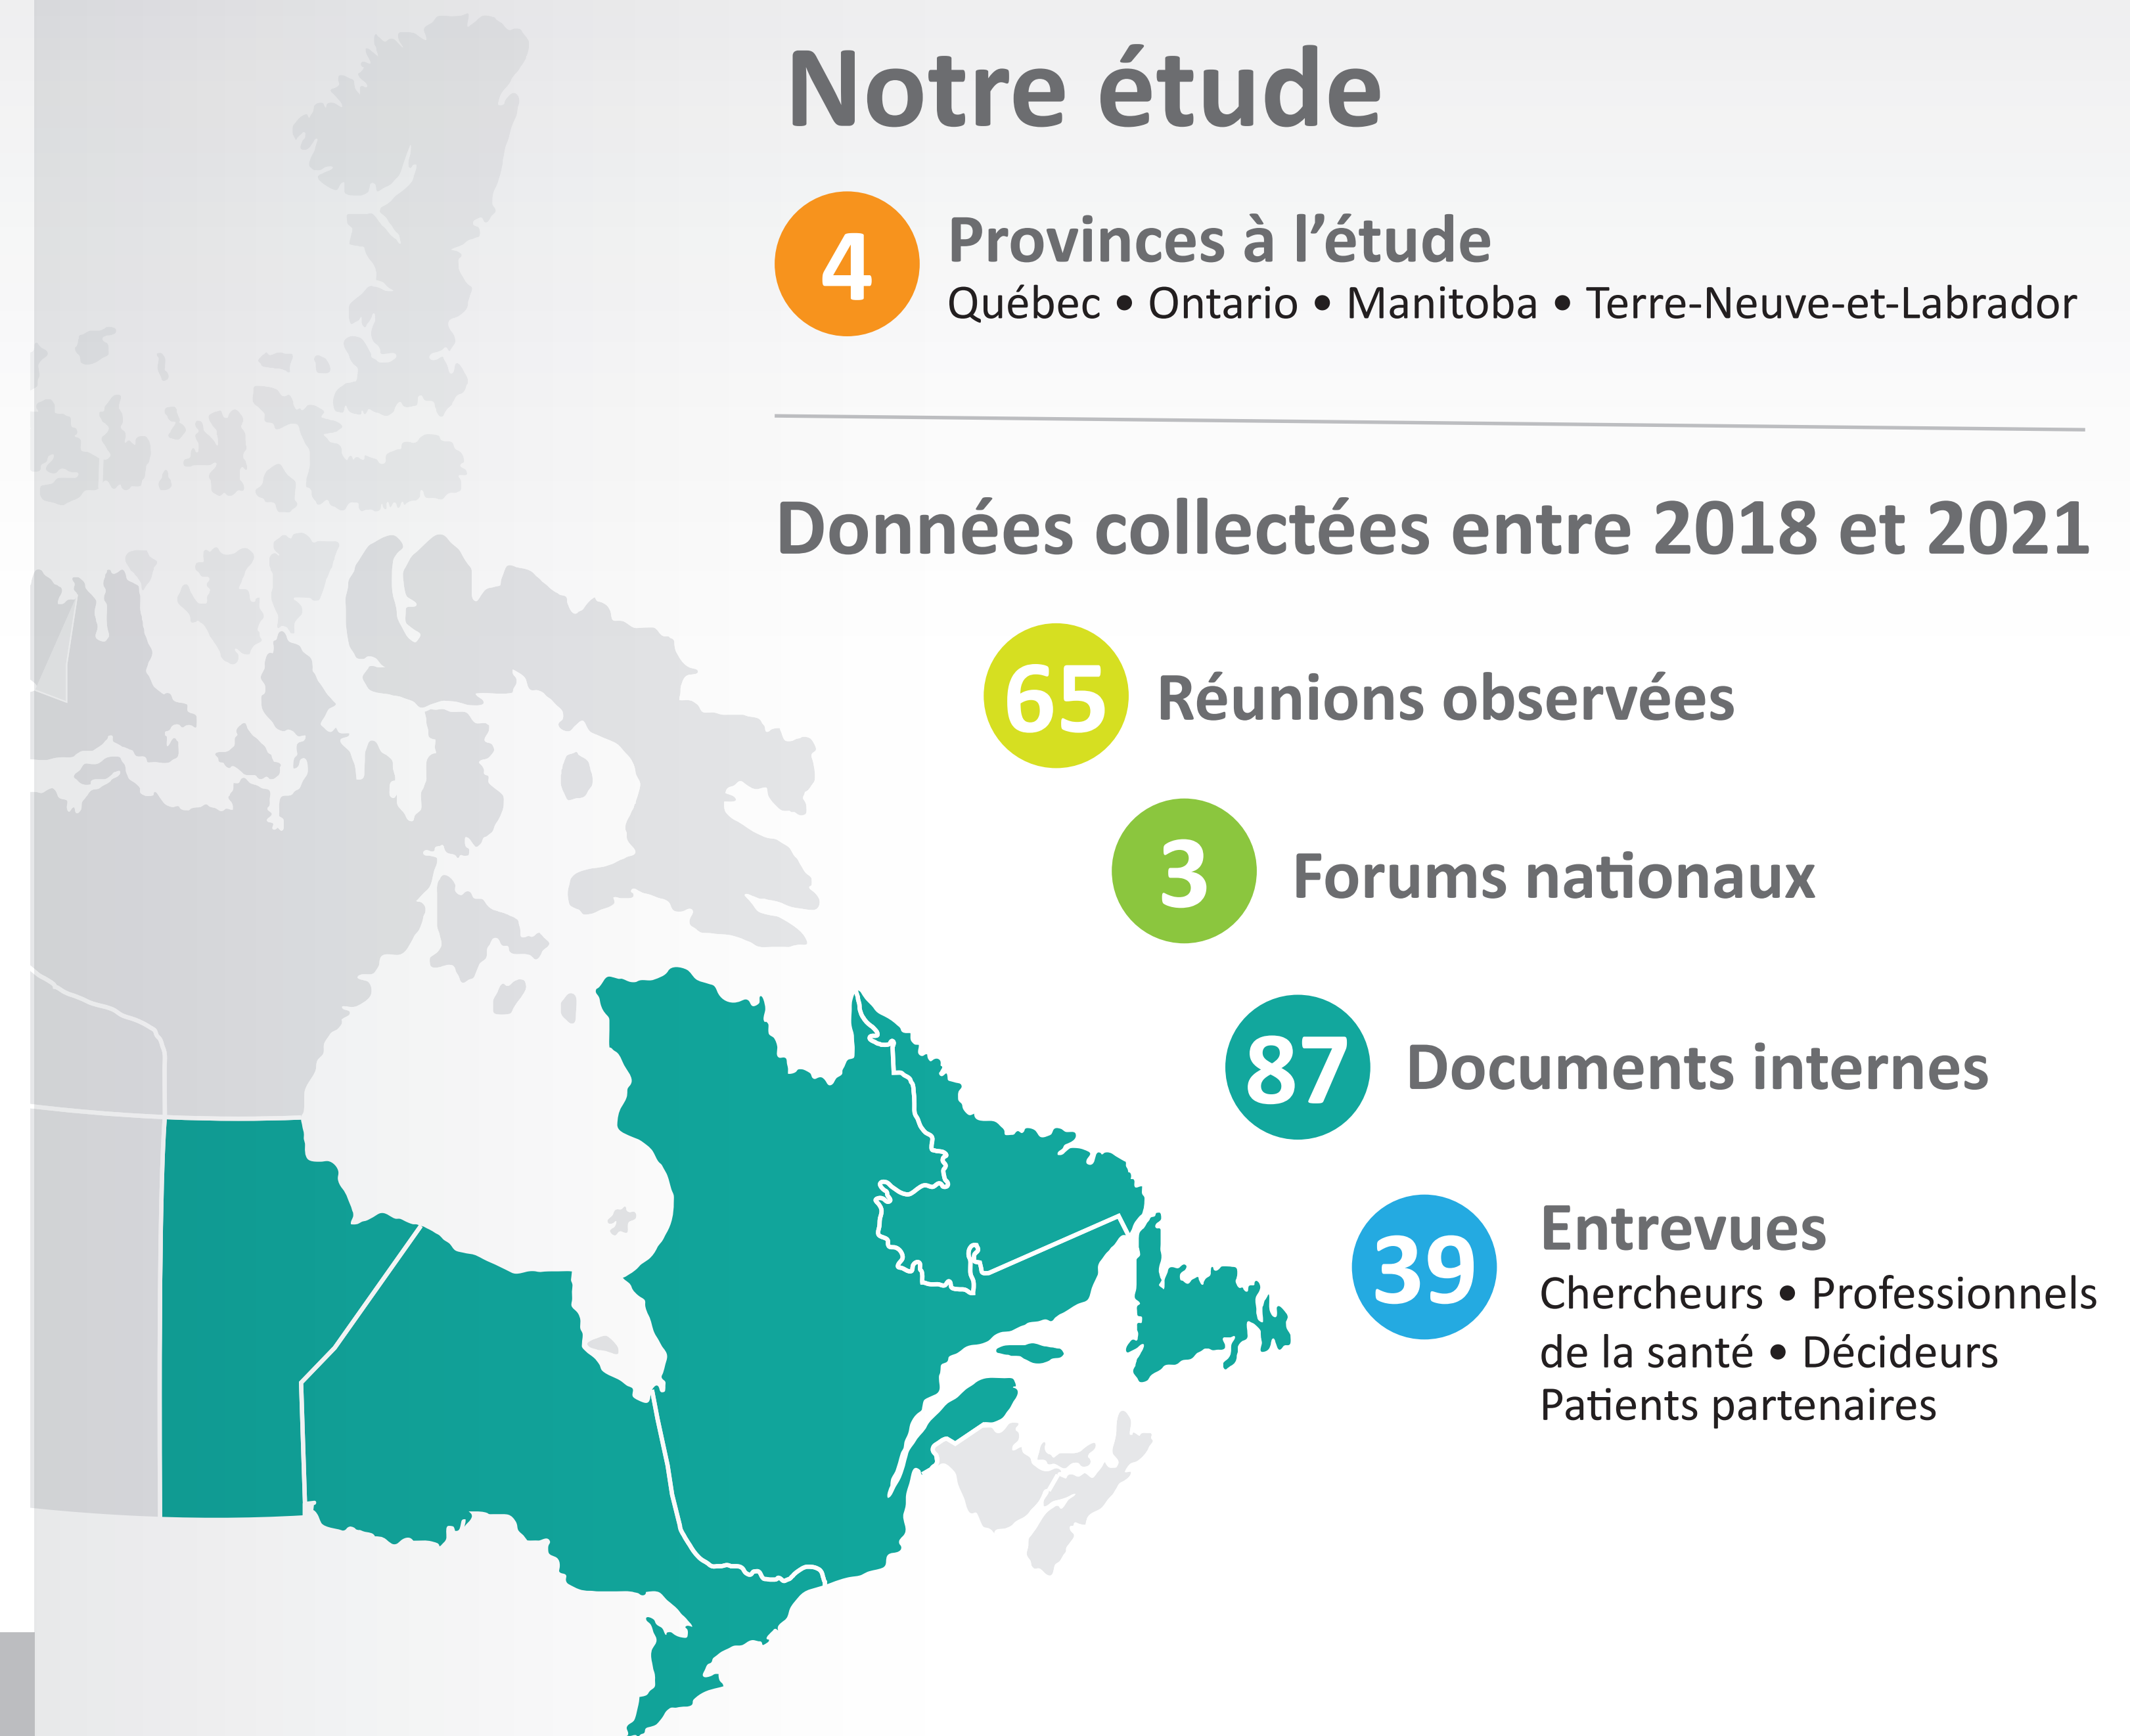 Notre étude
4
Provinces à l’étude
Québec • Ontario • Manitoba • Terre-Neuve-et-Labrador
Données collectées entre 2018 et 2021
65
Réunions observées
3
Forums nationaux
87
Documents internes
39
Entrevues
Chercheurs • Professionnels
de la santé • Décideurs
Patients partenaires